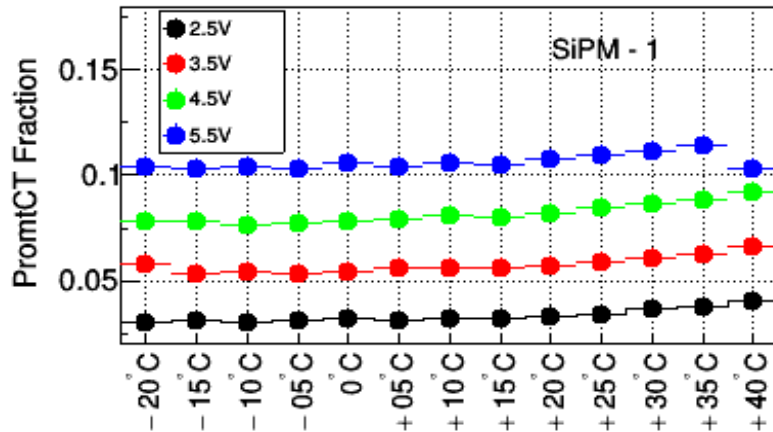 2.5V
3.5V
4.5V
5.5V
SiPM - 1
PromtCT Fraction
0.15
0.1
0.05
− 20°C
− 15°C
− 10°C
− 05°C
0°C
+ 05°C
+ 10°C
+ 15°C
+ 20°C
+ 25°C
+ 30°C
+ 35°C
+ 40°C